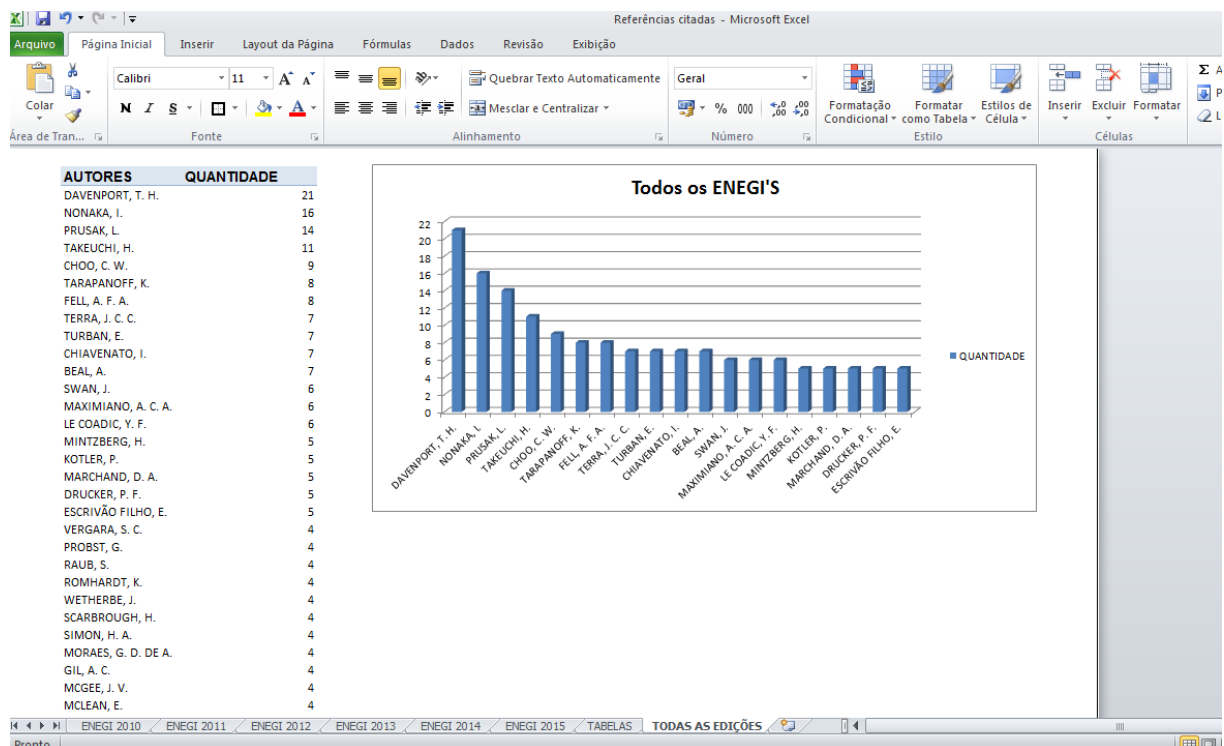 Referências citadas - Microsoft Excel
Arquivo Página Inicial Inserir Layout da Página Fórmulas Dados Revisão Exibição
Colar
Calibri 11 A A
N I S A
Quebrar Texto Automaticamente
Mesclar e Centralizar
Geral
% 000 ,00 ,0
Formatação Condicional
Formatar como Tabela
Estilos de Célula
Inserir Excluir Formatar
Σ
Área de Tran... Fonte Alinhamento Número Estilo Células
AUTORES QUANTIDADE
DAVENPORT, T. H. 21
NONAKA, I. 16
PRUSAK, L. 14
TAKEUCHI, H. 11
CHOO, C. W. 9
TARAPANOFF, K. 8
FELL, A. F. A. 8
TERRA, J. C. C. 7
TURBAN, E. 7
CHIAVENATO, I. 7
BEAL, A. 7
SWAN, J. 6
MAXIMIANO, A. C. A. 6
LE COADIC, Y. F. 6
MINTZBERG, H. 5
KOTLER, P. 5
MARCHAND, D. A. 5
DRUCKER, P. F. 5
ESCRIVÃO FILHO, E. 5
VERGARA, S. C. 4
PROBST, G. 4
RAUB, S. 4
ROMHARDT, K. 4
WETHERBE, J. 4
SCARBROUGH, H. 4
SIMON, H. A. 4
MORAES, G. D. DE A. 4
GIL, A. C. 4
MCGEE, J. V. 4
MCLEAN, E. 4
Todos os ENEGI'S
22
20
18
16
14
12
10
8
6
4
2
0
DAVENPORT, T. H.
NONAKA, I.
PRUSAK, L.
TAKEUCHI, H.
CHOO, C. W.
TARAPANOFF, K.
FELL, A. F. A.
TERRA, J. C. C.
TURBAN, E.
CHIAVENATO, I.
BEAL, A.
SWAN, J.
MAXIMIANO, A. C. A.
LE COADIC, Y. F.
MINTZBERG, H.
KOTLER, P.
MARCHAND, D. A.
DRUCKER, P. F.
ESCRIVÃO FILHO, E.
QUANTIDADE
ENEGI 2010 ENEGI 2011 ENEGI 2012 ENEGI 2013 ENEGI 2014 ENEGI 2015 TABELAS TODAS AS EDIÇÕES
Pronto